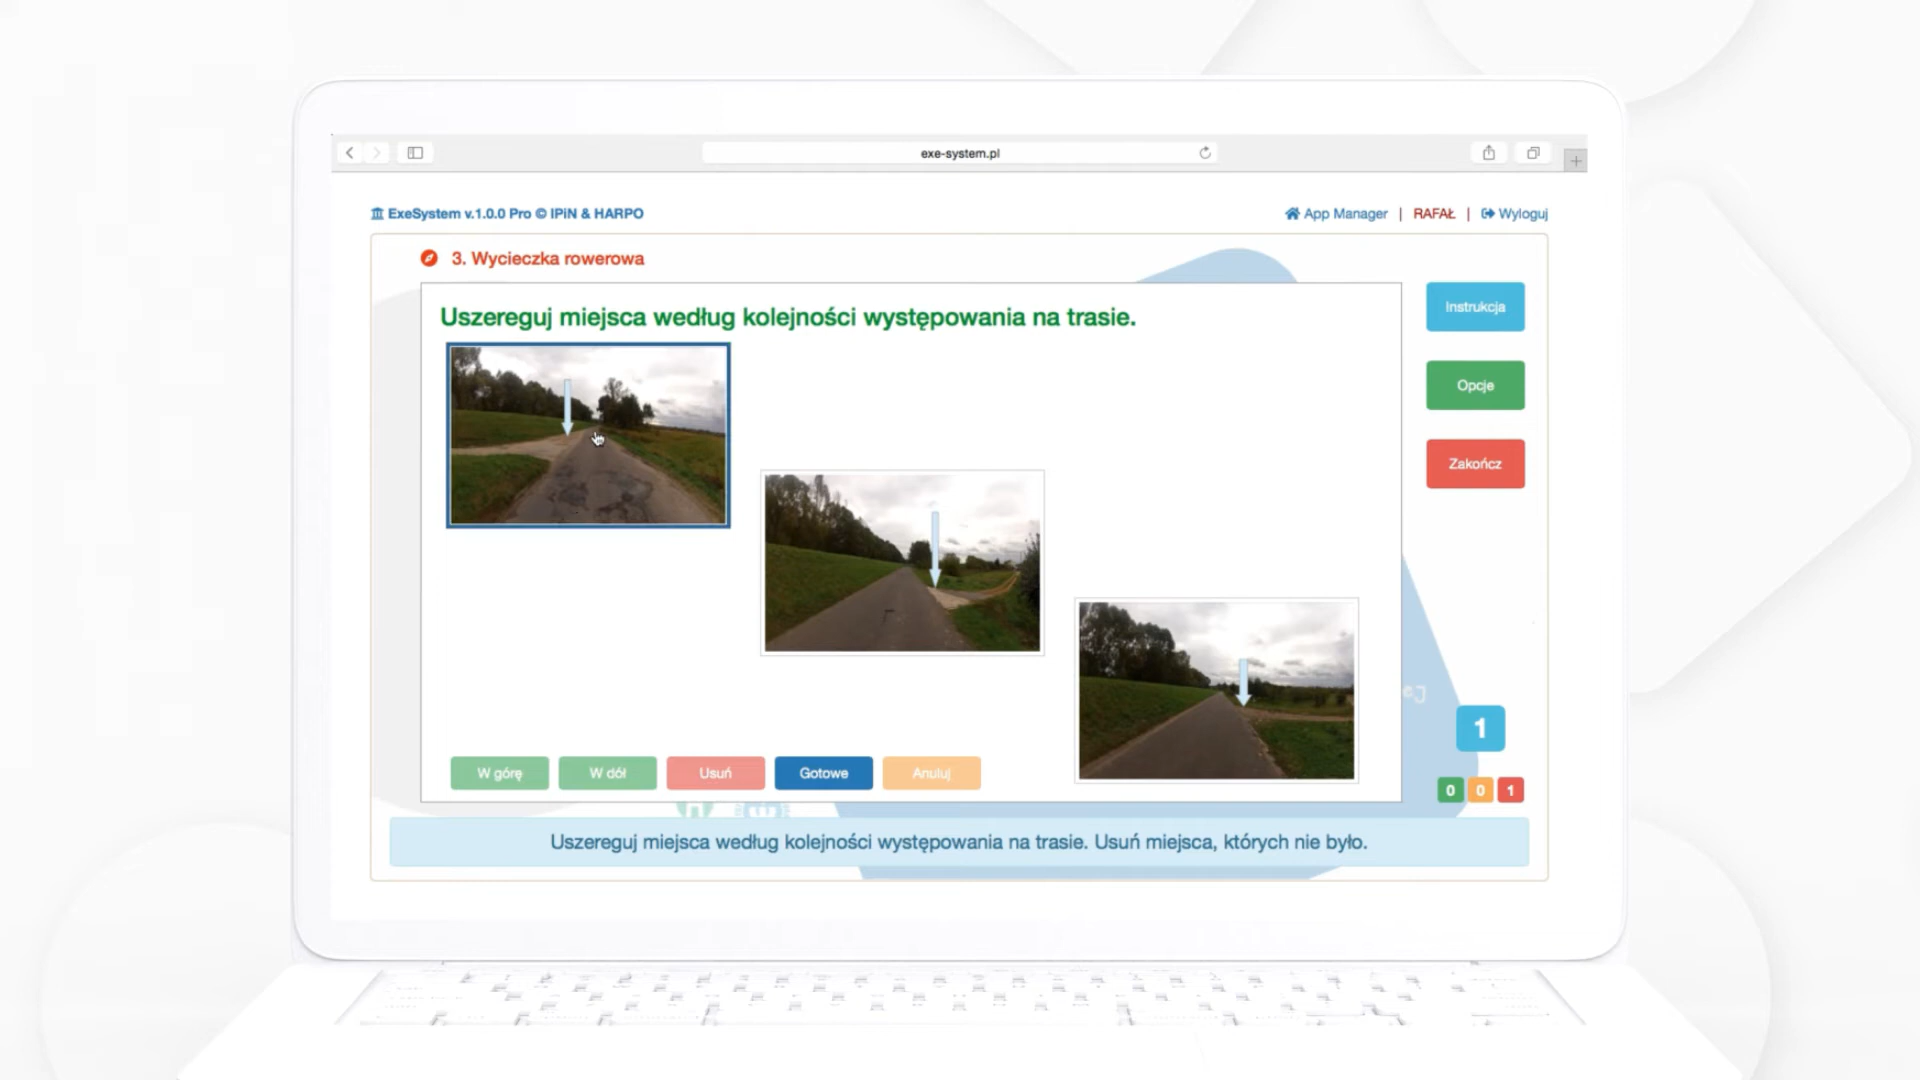 exe-system.pl
ExeSystem v.1.0.0 Pro © IPiN & HARPO
App Manager | RAFAŁ | Wyloguj
3. Wycieczka rowerowa
Uszereguj miejsca według kolejności występowania na trasie.
Instrukcja
Opcje
Zakończ
1
W górę
W dół
Usuń
Gotowe
Anuluj
0 0 1
Uszereguj miejsca według kolejności występowania na trasie. Usuń miejsca, których nie było.